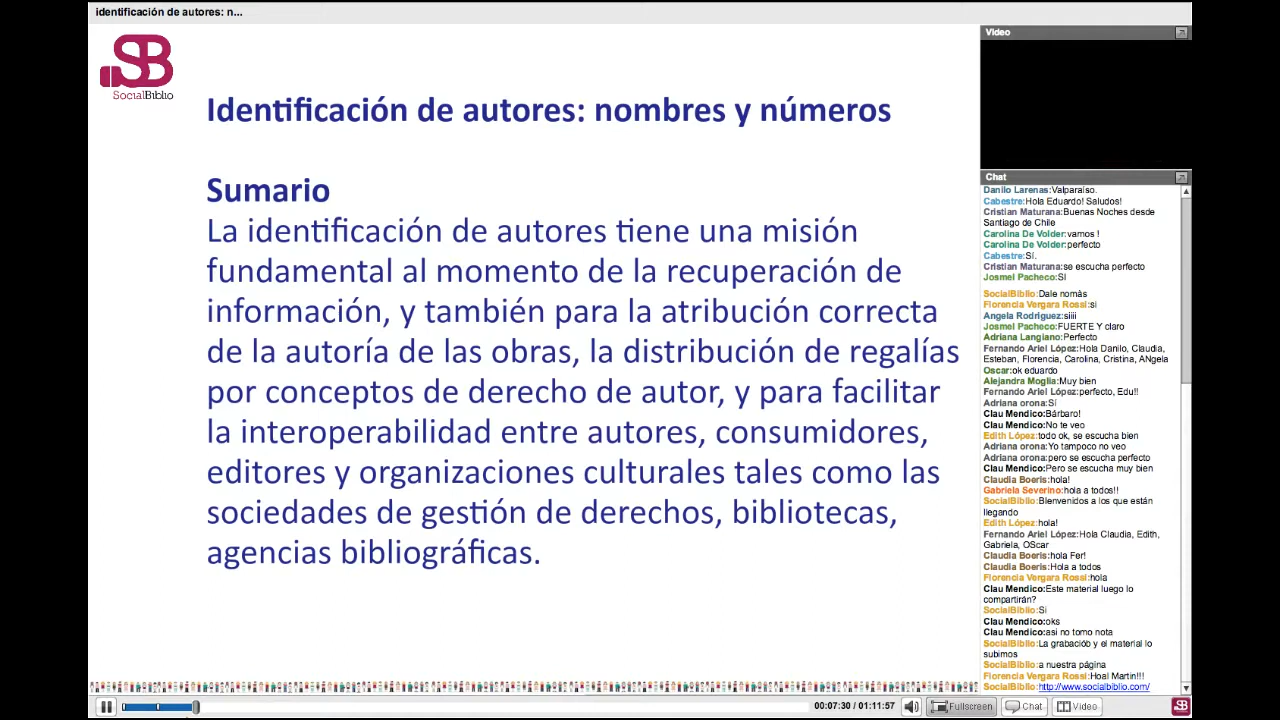 identificación de autores: n...
SB
SocialBiblio
Identificación de autores: nombres y números
Sumario
La identificación de autores tiene una misión
fundamental al momento de la recuperación de
información, y también para la atribución correcta
de la autoría de las obras, la distribución de regalías
por conceptos de derecho de autor, y para facilitar
la interoperabilidad entre autores, consumidores,
editores y organizaciones culturales tales como las
sociedades de gestión de derechos, bibliotecas,
agencias bibliográficas.
Video
Chat
Danilo Larenas:Valparaíso.
Cabestre:Hola Eduardo! Saludos!
Cristian Maturana:Buenas Noches desde
Santiago de Chile
Carolina De Volder:vamos !
Carolina De Volder:perfecto
Cabestre:Sí.
Cristian Maturana:se escucha perfecto
Josmel Pacheco:Si
SocialBiblio:Dale nomás
Florencia Vergara Rossi:si
Angela Rodriguez:siiii
Josmel Pacheco:FUERTE Y claro
Adriana Langiano:Perfecto
Fernando Ariel López:Hola Danilo, Claudia,
Esteban, Florencia, Carolina, Cristina, ANgela
Oscar:ok eduardo
Alejandra Moglia:Muy bien
Fernando Ariel López:perfecto, Edu!!
Adriana orona:Sí
Clau Mendico:Bárbaro!
Clau Mendico:No te veo
Edith López:todo ok, se escucha bien
Adriana orona:Yo tampoco no veo
Adriana orona:pero se escucha perfecto
Clau Mendico:Pero se escucha muy bien
Claudia Boeris:hola!
Gabriela Severino:hola a todos!!
SocialBiblio:BIenvenidos a los que están
llegando
Edith López:hola!
Fernando Ariel López:Hola Claudia, Edith,
Gabriela, OScar
Claudia Boeris:hola Fer!
Claudia Boeris:Hola a todos
Florencia Vergara Rossi:hola
Clau Mendico:Este material luego lo
compartirán?
SocialBiblio:Si
Clau Mendico:oks
Clau Mendico:asi no tomo nota
SocialBiblio:La grabaciób y el material lo
subimos
SocialBiblio:a nuestra página
Florencia Vergara Rossi:Hoal Martin!!!
SocialBiblio:http://www.socialbiblio.com/
00:07:30 / 01:11:57
Fullscreen
Chat
Video
SB